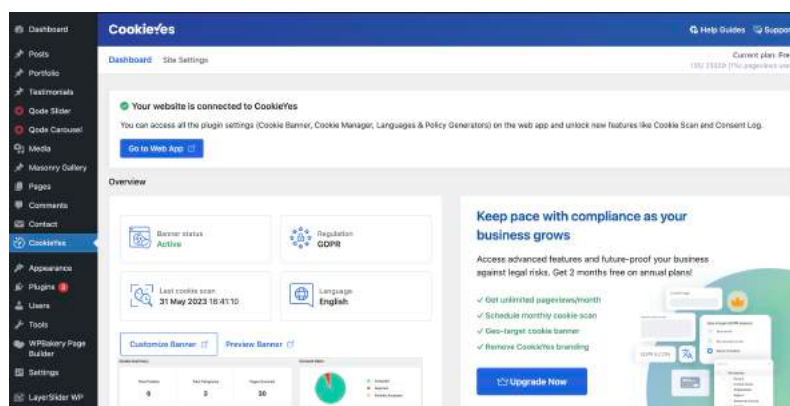 Dashboard
Posts
Portfolio
Testimonials
Qode Slider
Qode Carousel
Media
Masonry Gallery
Pages
Comments
Contact
CookieYes
Appearance
Plugins
Users
Tools
WPBakery Page
Builder
Settings
LayerSlider WP
CookieYes
Help Guides
Suppor
Dashboard
Site Settings
Current plan: Fre
Your website is connected to CookieYes
You can access all the plugin settings (Cookie Banner, Cookie Manager, Languages & Policy Generators) on the web app and unlock new features like Cookie Scan and Consent Log.
Go to Web App
Overview
Banner status
Active
Regulation
GDPR
Last cookie scan
31 May 2023 18:41:10
Language
English
Customize Banner
Preview Banner
6
3
30
Keep pace with compliance as your
business grows
Access advanced features and future-proof your business
against legal risks. Get 2 months free on annual plans!
✓ Get unlimited pageviews/month
✓ Schedule monthly cookie scan
✓ Geo-target cookie banner
✓ Remove CookieYes branding
Upgrade Now